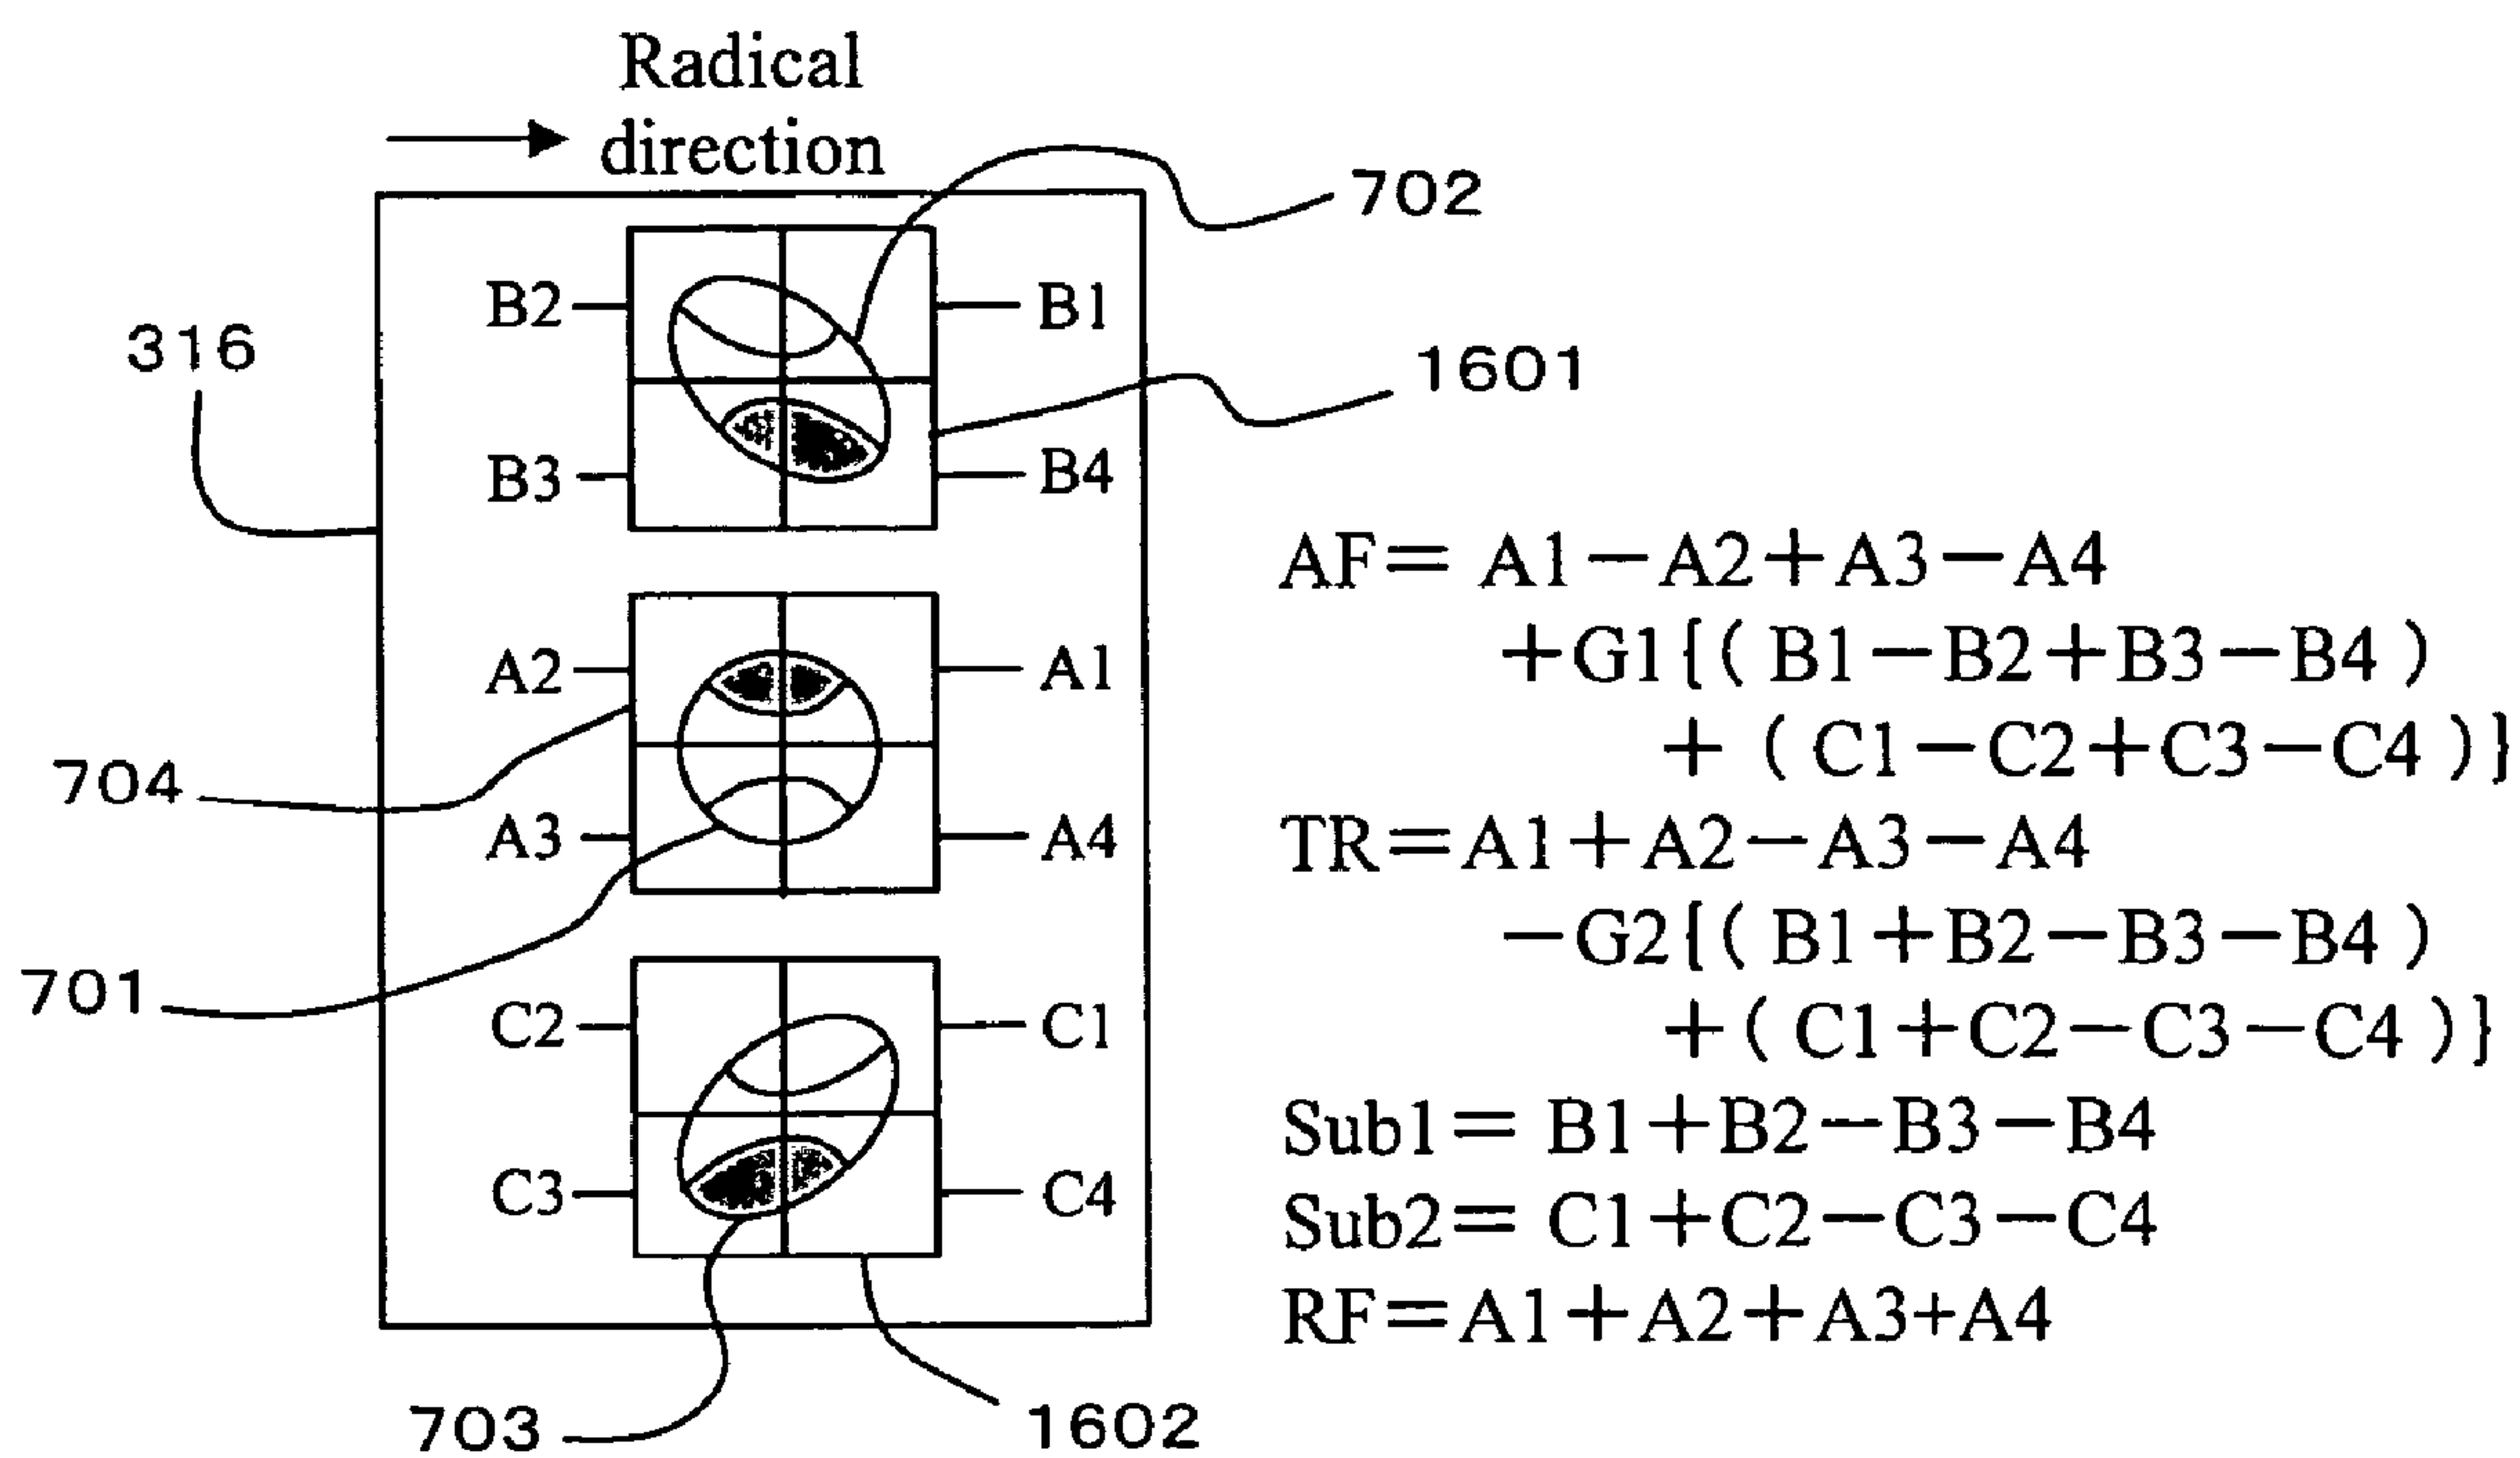 Radical
direction
702
B2
B1
316
1601
B3
B4
A2
A1
704
A3
A4
701
C2
C1
C3
C4
703
1602
AF= A1−A2+A3−A4
+G1{( B1−B2+B3−B4 )
+ ( C1−C2+C3−C4 )}
TR=A1+A2−A3−A4
−G2{( B1+B2−B3−B4 )
+( C1+C2−C3−C4 )}
Sub1= B1+B2−B3−B4
Sub2= C1+C2−C3−C4
RF=A1+A2+A3+A4